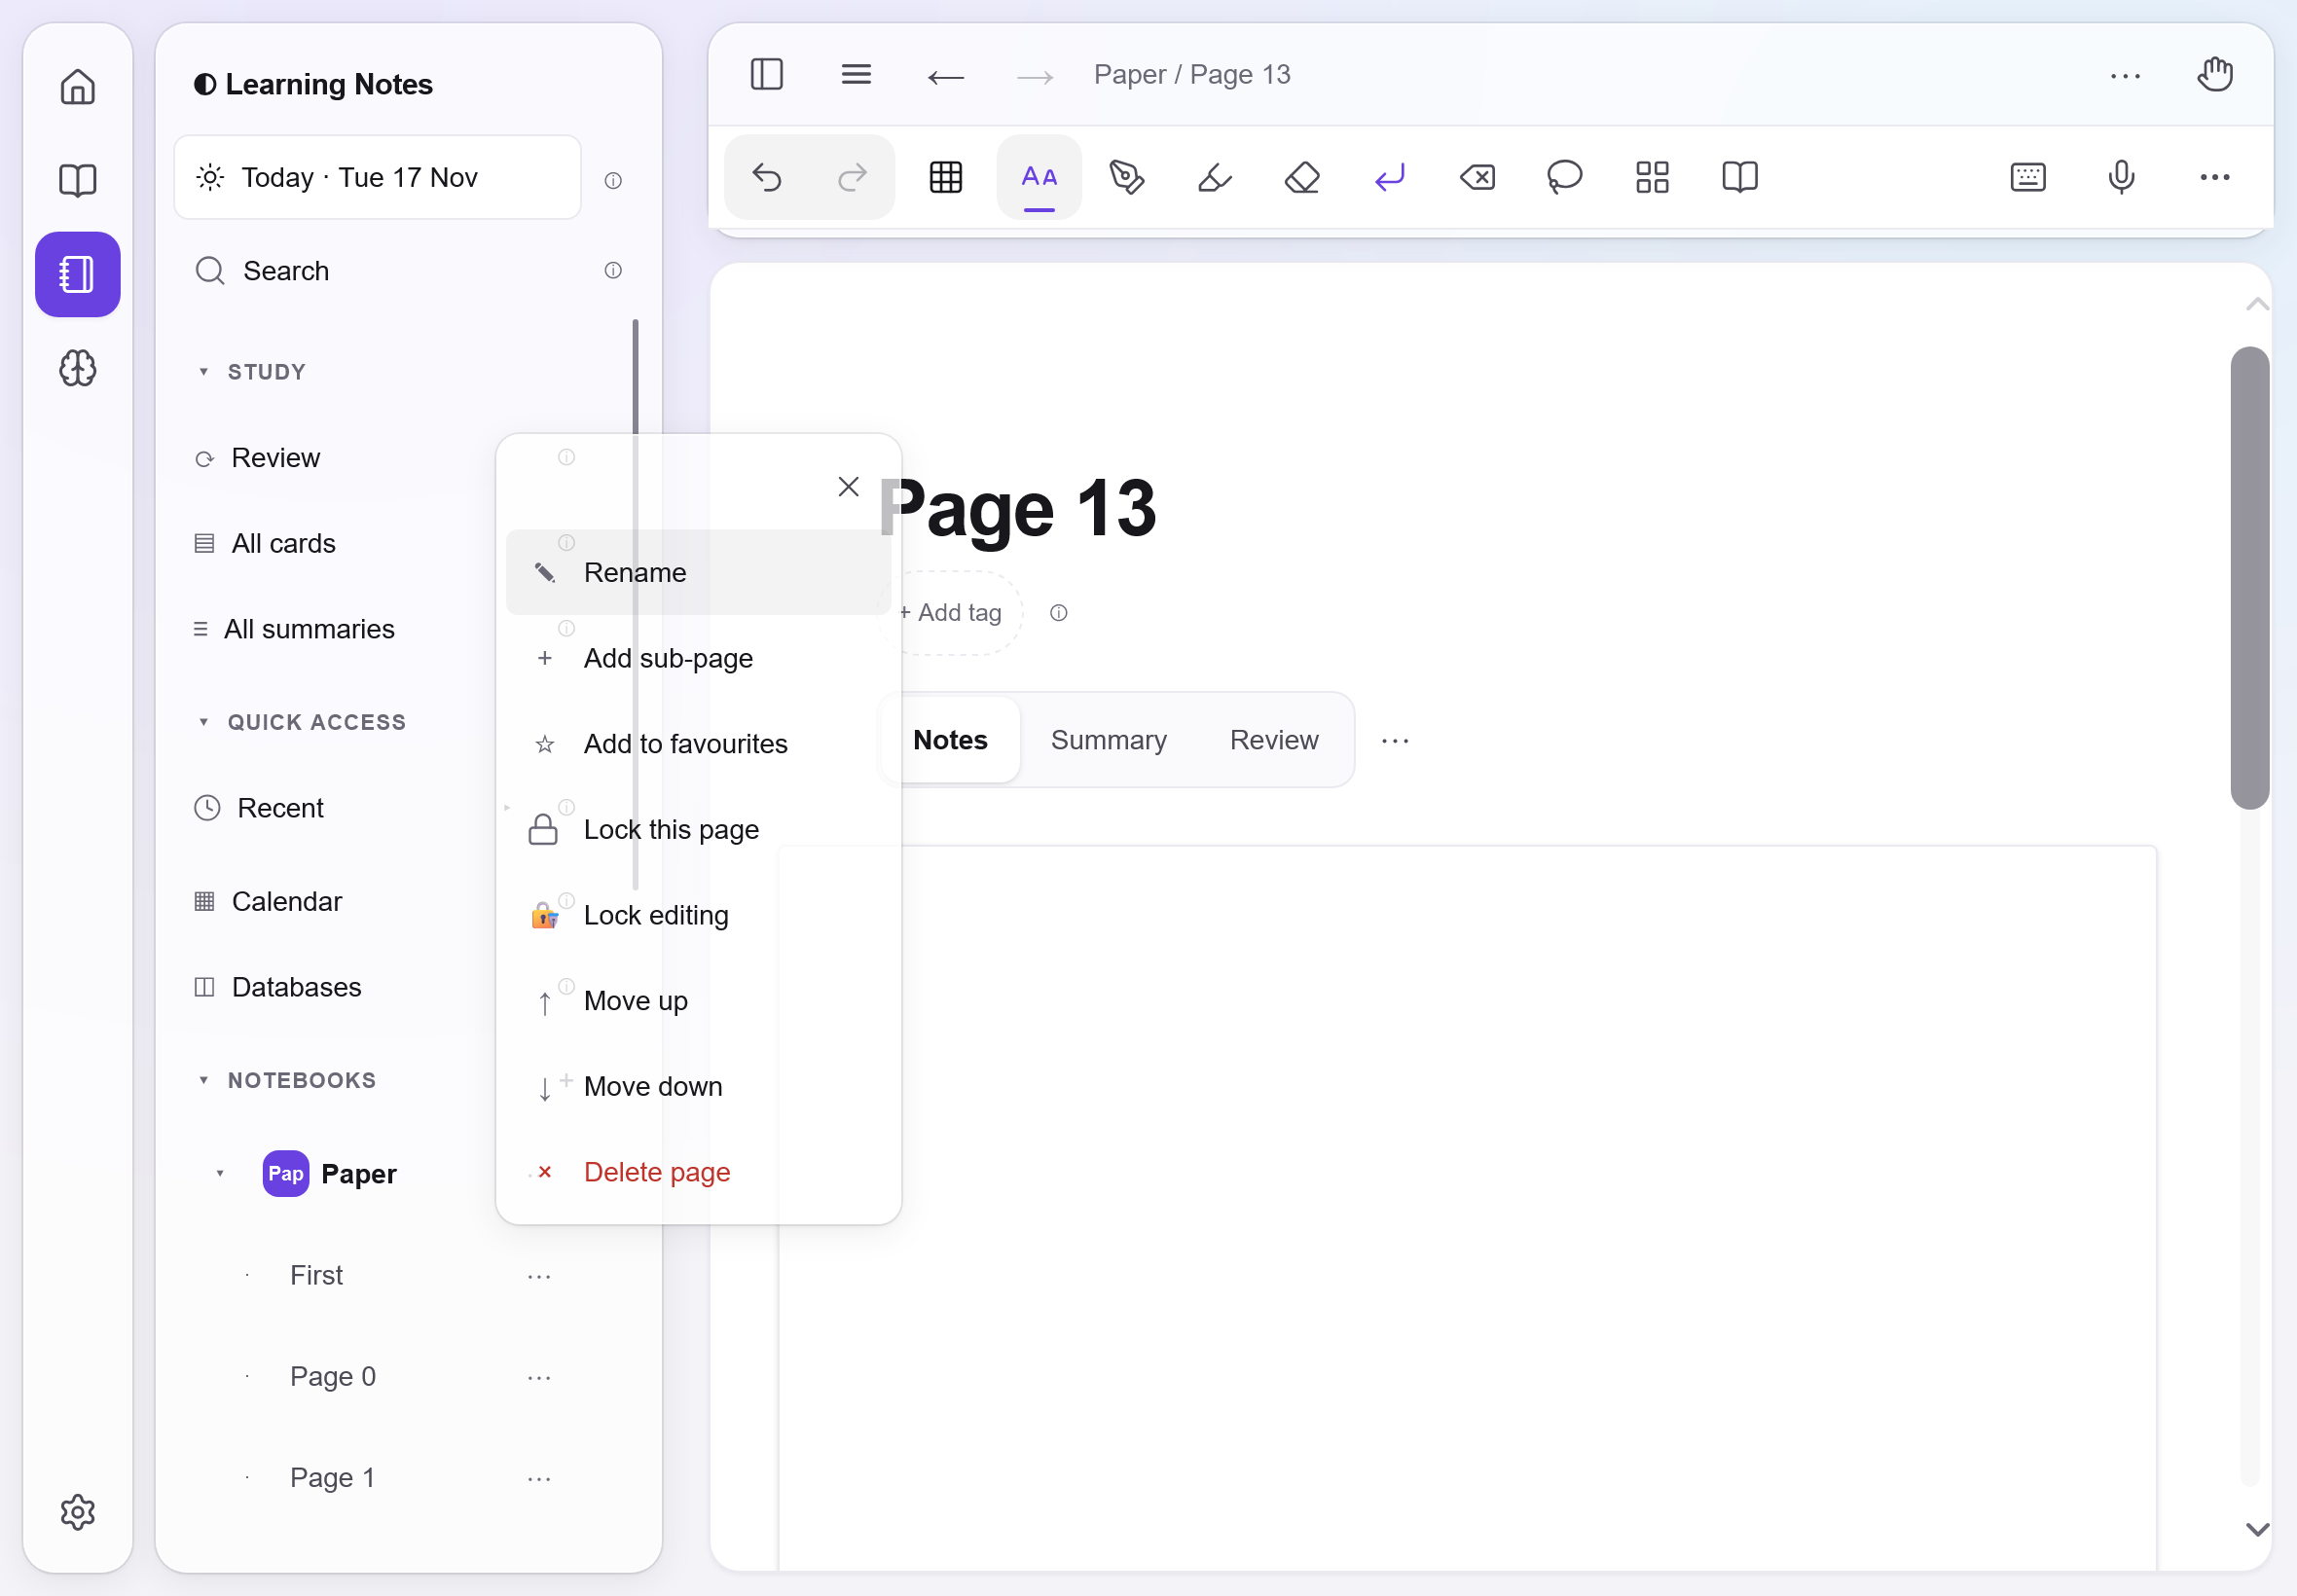 Learning Notes
Today · Tue 17 Nov
Search
STUDY
Review
All cards
All summaries
QUICK ACCESS
Recent
Calendar
Databases
NOTEBOOKS
Pap Paper
First
Page 0
Page 1
Rename
Add sub-page
Add to favourites
Lock this page
Lock editing
Move up
Move down
Delete page
Paper / Page 13
AA
Page 13
+ Add tag
Notes Summary Review